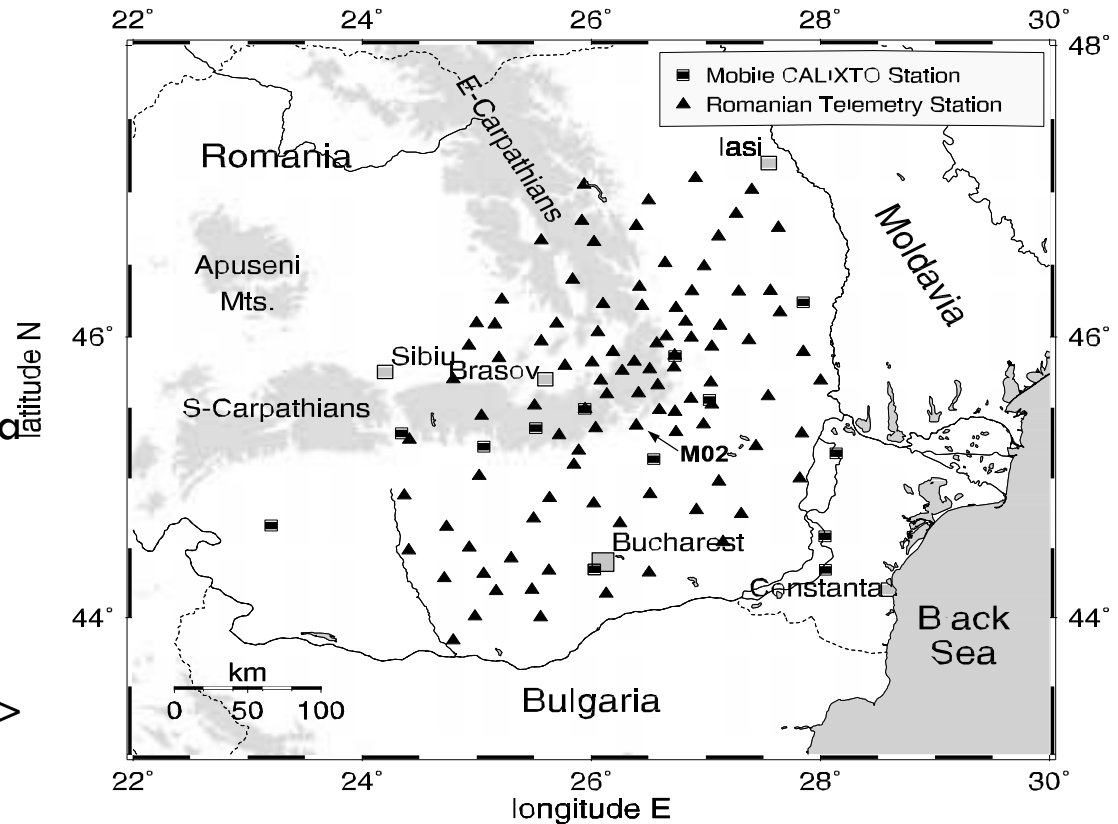 22° 24° 26° 28° 30°
48° 48°
Mobile CALIXTO Station
Romanian Telemetry Station
E-Carpathians
Iasi
Romania
Moldavia
Apuseni
Mts.
46° 46°
latitude N
Sibiu
Brasov
S-Carpathians
d
M02
Bucharest
Constanta
44° 44°
B ack
Sea
km
0 50 100
Bulgaria
>
22° 24° 26° 28° 30°
longitude E